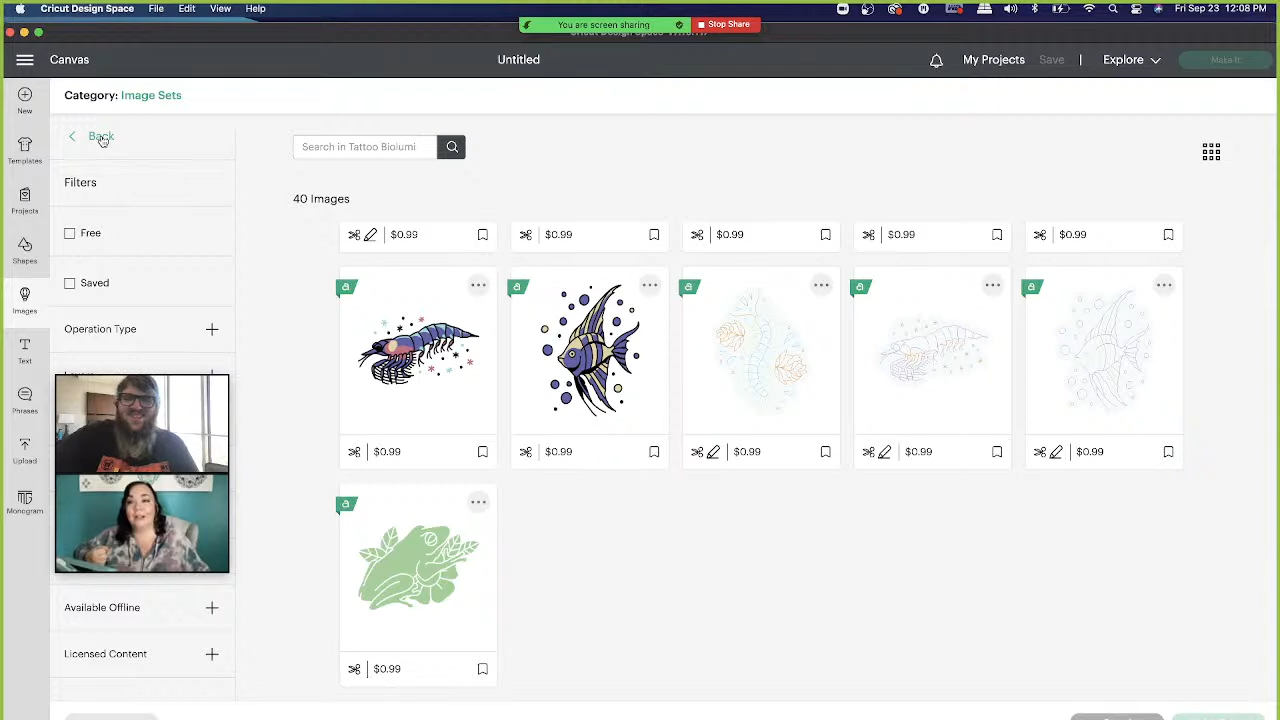 Cricut Design Space File Edit View Help Fri Sep 23 12:08 PM
You are screen sharing Stop Share
Canvas Untitled My Projects Save | Explore Make It
Category: Image Sets
New
Templates
Projects
Shapes
Images
Text
Phrases
Upload
Monogram
Back
Filters
Free
Saved
Operation Type
Available Offline
Licensed Content
Search in Tattoo Biolumi
40 Images
$0.99 $0.99 $0.99 $0.99 $0.99
a a a a a
$0.99 $0.99 $0.99 $0.99 $0.99
a
$0.99